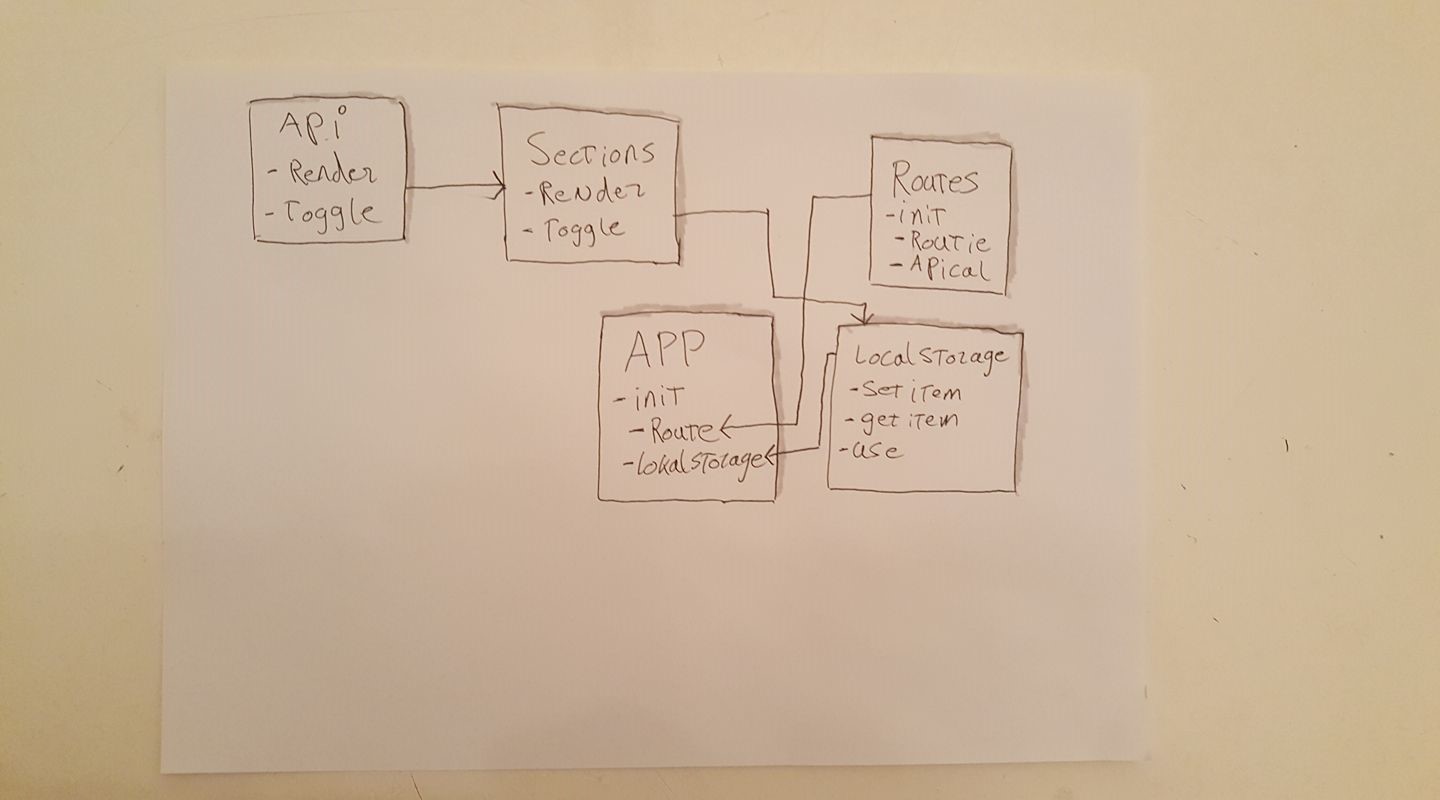 Api
- Render
- Toggle
Sections
- Render
- Toggle
Routes
- init
- Routie
- APical
APP
- init
- Route
- lokalstorage
Localstorage
- Set item
- get item
- use